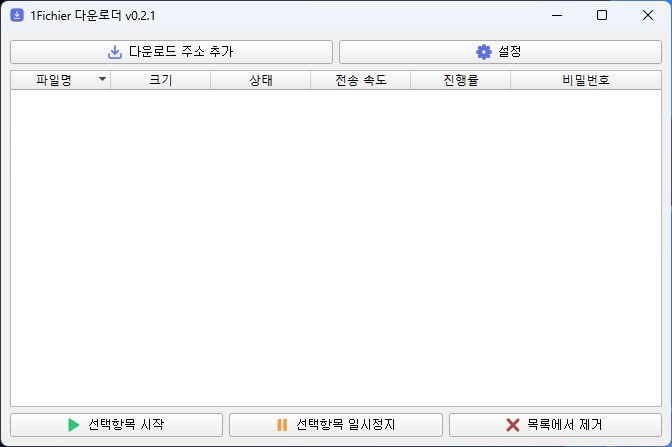 1Fichier 다운로더 v0.2.1
다운로드 주소 추가 설정
파일명 크기 상태 전송 속도 진행률 비밀번호
선택항목 시작 선택항목 일시정지 목록에서 제거